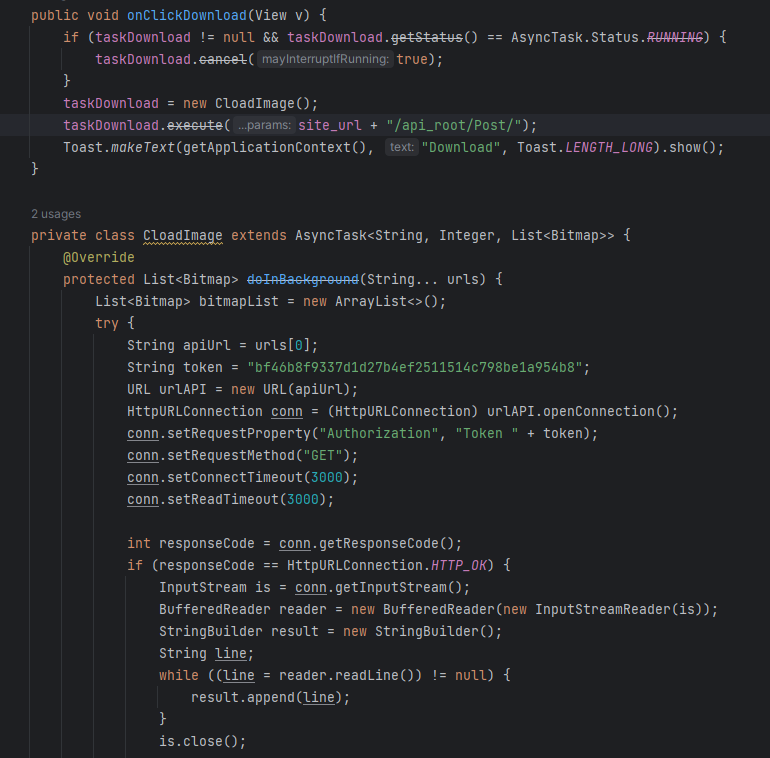 public void onClickDownload(View v) {
if (taskDownload != null && taskDownload.getStatus() == AsyncTask.Status.RUNNING) {
taskDownload.cancel( mayInterruptIfRunning: true);
}
taskDownload = new CloadImage();
taskDownload.execute( ...params: site_url + "/api_root/Post/");
Toast.makeText(getApplicationContext(), text: "Download", Toast.LENGTH_LONG).show();
}
2 usages
private class CloadImage extends AsyncTask<String, Integer, List<Bitmap>> {
@Override
protected List<Bitmap> doInBackground(String... urls) {
List<Bitmap> bitmapList = new ArrayList<>();
try {
String apiUrl = urls[0];
String token = "bf46b8f9337d1d27b4ef2511514c798be1a954b8";
URL urlAPI = new URL(apiUrl);
HttpURLConnection conn = (HttpURLConnection) urlAPI.openConnection();
conn.setRequestProperty("Authorization", "Token " + token);
conn.setRequestMethod("GET");
conn.setConnectTimeout(3000);
conn.setReadTimeout(3000);
int responseCode = conn.getResponseCode();
if (responseCode == HttpURLConnection.HTTP_OK) {
InputStream is = conn.getInputStream();
BufferedReader reader = new BufferedReader(new InputStreamReader(is));
StringBuilder result = new StringBuilder();
String line;
while ((line = reader.readLine()) != null) {
result.append(line);
}
is.close();